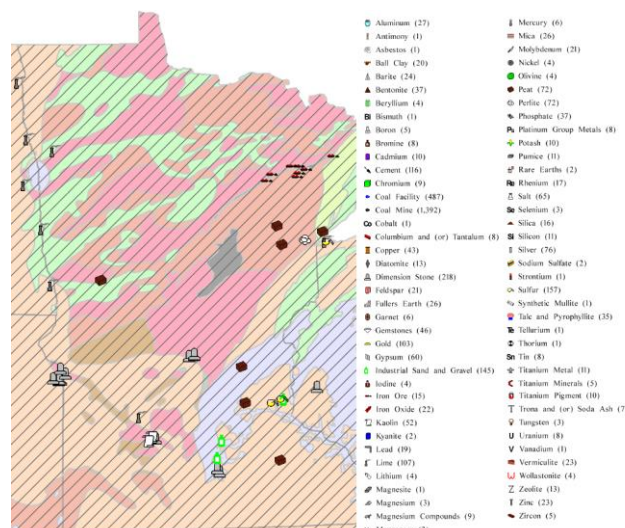 Aluminum (27)
Antimony (1)
Asbestos (1)
Ball Clay (20)
Barite (24)
Bentonite (37)
Beryllium (4)
Bi Bismuth (1)
Boron (5)
Bromine (8)
Cadmium (10)
Cement (116)
Chromium (9)
Coal Facility (487)
Coal Mine (1,392)
Co Cobalt (1)
Columbium and (or) Tantalum (8)
Copper (43)
Diatomite (13)
Dimension Stone (218)
Feldspar (21)
Fullers Earth (26)
Garnet (6)
Gemstones (46)
Gold (103)
Gypsum (60)
Industrial Sand and Gravel (145)
Iodine (4)
Iron Ore (15)
Iron Oxide (22)
Kaolin (52)
Kyanite (2)
Lead (19)
Lime (107)
Lithium (4)
Magnesite (1)
Magnesium (3)
Magnesium Compounds (9)
Mercury (6)
Mica (26)
Molybdenum (21)
Nickel (4)
Olivine (4)
Peat (72)
Perlite (72)
Phosphate (37)
Platinum Group Metals (8)
Potash (10)
Pumice (11)
Rare Earths (2)
Re Rhenium (17)
Salt (65)
Se Selenium (3)
Silica (16)
Si Silicon (11)
Silver (76)
Sodium Sulfate (2)
Strontium (1)
Sulfur (157)
Synthetic Mullite (1)
Talc and Pyrophyllite (35)
Te Tellurium (1)
Thorium (1)
Sn Tin (8)
Titanium Metal (11)
Titanium Minerals (5)
Titanium Pigment (10)
Trona and (or) Soda Ash (7
Tungsten (3)
U Uranium (8)
V Vanadium (1)
Vermiculite (23)
Wollastonite (4)
Zeolite (13)
Zinc (23)
Zircon (5)